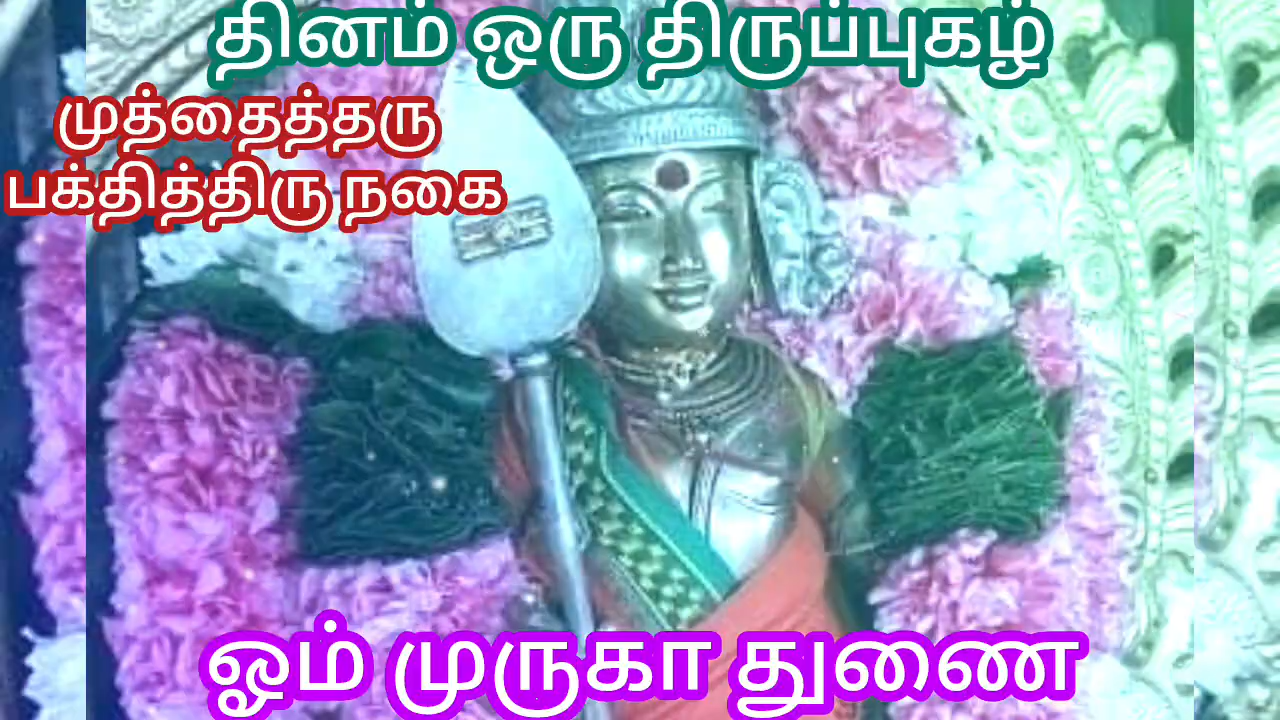 தினம் ஒரு திருப்புகழ்
முத்தைத்தரு
பக்தித்திரு நகை
ஓம் முருகா துணை